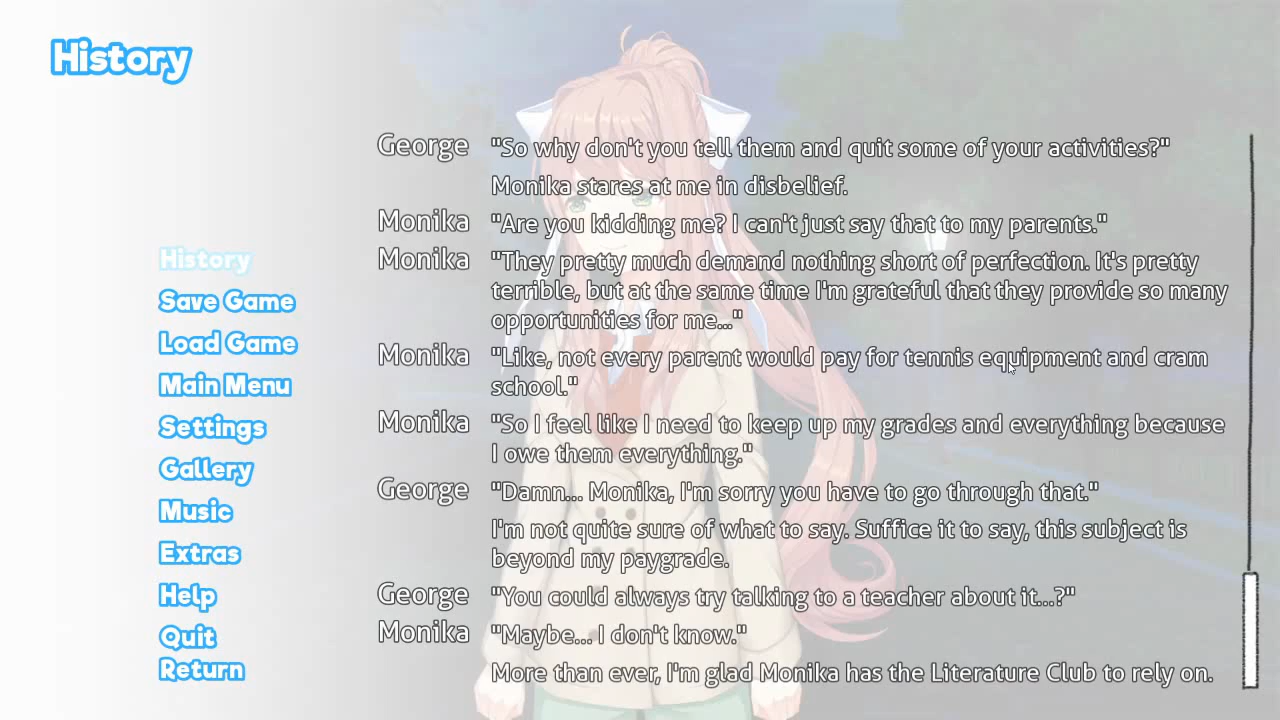 History
George "So why don't you tell them and quit some of your activities?"
Monika stares at me in disbelief.
Monika "Are you kidding me? I can't just say that to my parents."
Monika "They pretty much demand nothing short of perfection. It's pretty
terrible, but at the same time I'm grateful that they provide so many
opportunities for me..."
Monika "Like, not every parent would pay for tennis equipment and cram
school."
Monika "So I feel like I need to keep up my grades and everything because
I owe them everything."
George "Damn... Monika, I'm sorry you have to go through that."
I'm not quite sure of what to say. Suffice it to say, this subject is
beyond my paygrade.
George "You could always try talking to a teacher about it...?"
Monika "Maybe... I don't know."
More than ever, I'm glad Monika has the Literature Club to rely on.
History
Save Game
Load Game
Main Menu
Settings
Gallery
Music
Extras
Help
Quit
Return